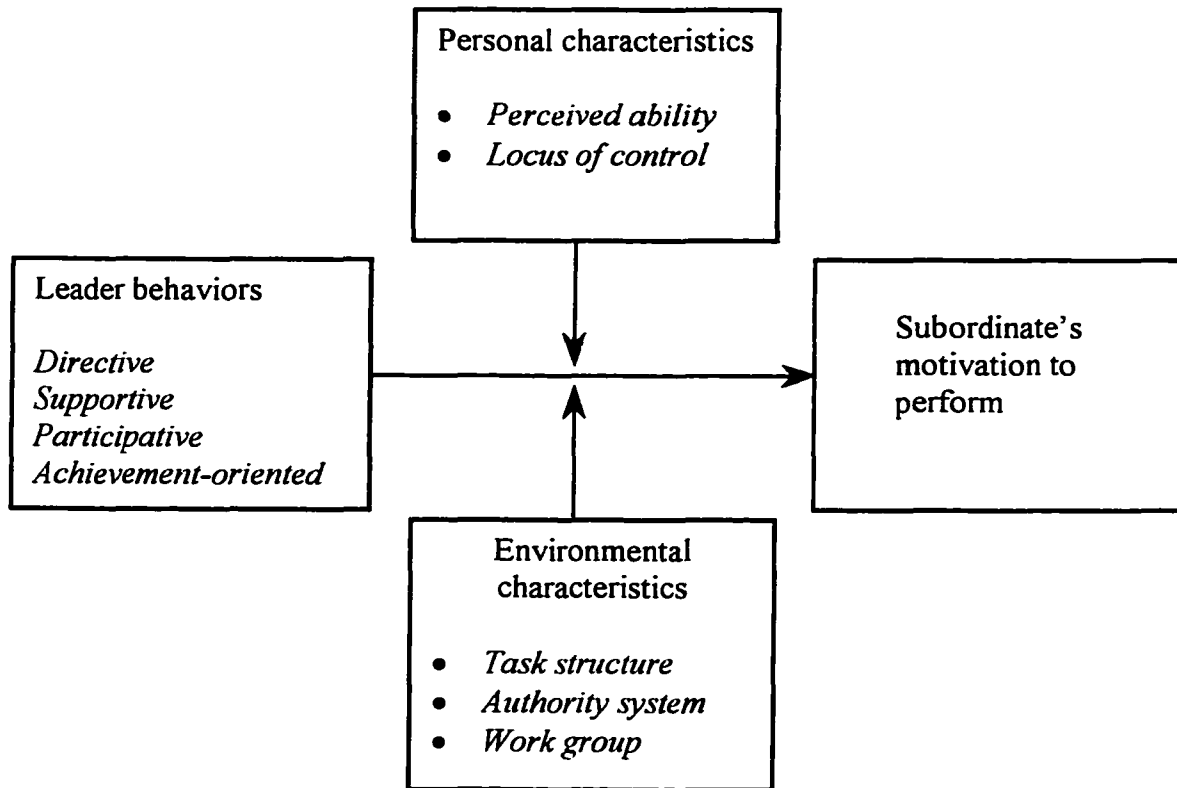 Personal characteristics
• Perceived ability
• Locus of control
Leader behaviors
Directive
Supportive
Participative
Achievement-oriented
Subordinate's
motivation to
perform
Environmental
characteristics
• Task structure
• Authority system
• Work group